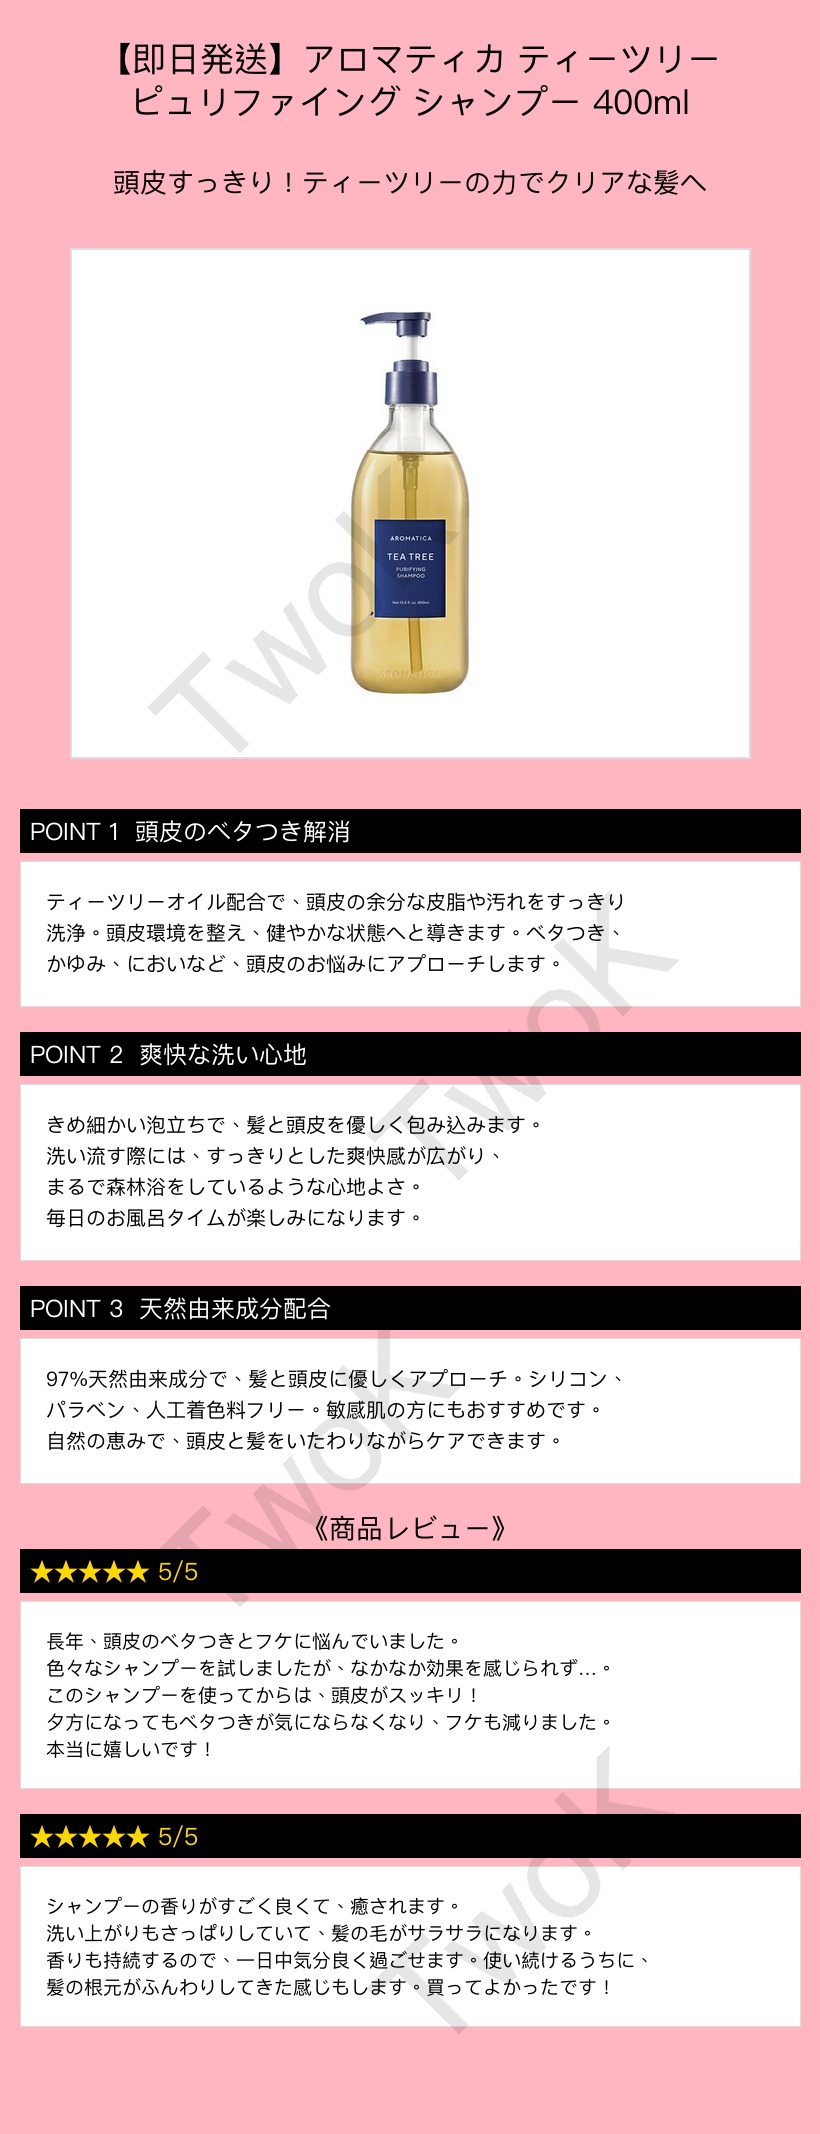 【即日発送】アロマティカ ティーツリー
ピュリファイング シャンプー 400ml
頭皮すっきり！ティーツリーの力でクリアな髪へ
AROMATICA
TEA TREE
PURIFYING
SHAMPOO
Net 13.5 fl. oz. 400ml
AROMATICA
TwoK
POINT 1 頭皮のベタつき解消
ティーツリーオイル配合で、頭皮の余分な皮脂や汚れをすっきり
洗浄。頭皮環境を整え、健やかな状態へと導きます。ベタつき、
かゆみ、においなど、頭皮のお悩みにアプローチします。
TwoK
POINT 2 爽快な洗い心地
きめ細かい泡立ちで、髪と頭皮を優しく包み込みます。
洗い流す際には、すっきりとした爽快感が広がり、
まるで森林浴をしているような心地よさ。
毎日のお風呂タイムが楽しみになります。
POINT 3 天然由来成分配合
97%天然由来成分で、髪と頭皮に優しくアプローチ。シリコン、
パラベン、人工着色料フリー。敏感肌の方にもおすすめです。
自然の恵みで、頭皮と髪をいたわりながらケアできます。
TwoK
《商品レビュー》
★★★★★ 5/5
長年、頭皮のベタつきとフケに悩んでいました。
色々なシャンプーを試しましたが、なかなか効果を感じられず...。
このシャンプーを使ってからは、頭皮がスッキリ！
夕方になってもベタつきが気にならなくなり、フケも減りました。
本当に嬉しいです！
★★★★★ 5/5
シャンプーの香りがすごく良くて、癒されます。
洗い上がりもさっぱりしていて、髪の毛がサラサラになります。
香りも持続するので、一日中気分良く過ごせます。使い続けるうちに、
髪の根元がふんわりしてきた感じもします。買ってよかったです！
TwoK